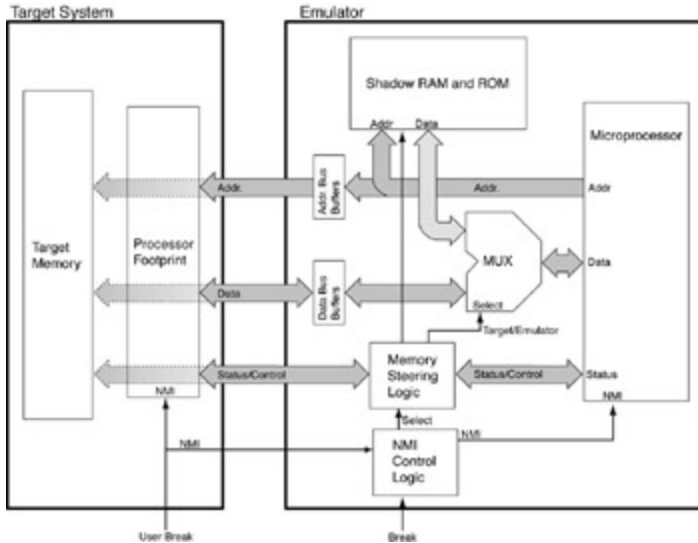 Target System
Emulator
Shadow RAM and ROM
Addr
Data
Microprocessor
Addr.
Addr. Bus
Buffers
Addr.
Addr
Target
Memory
Processor
Footprint
MUX
Data
Data
Data Bus
Buffers
Select
Target/Emulator
Status/Control
Memory
Steering
Logic
Status/Control
Status
NMI
NMI
Select
NMI
NMI
Control
Logic
NMI
User Break
Break